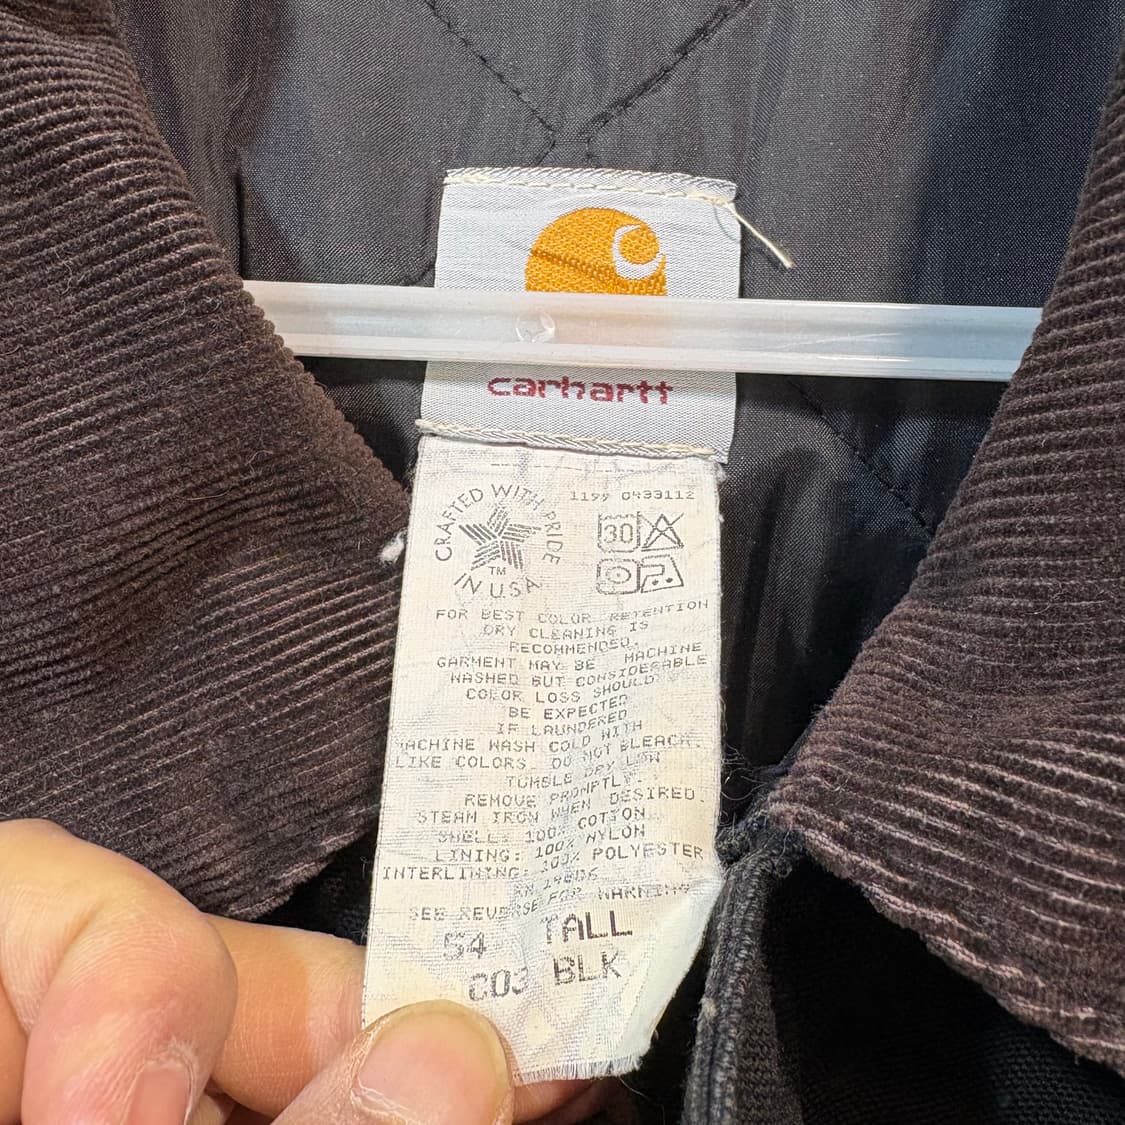 carhartt
CRAFTED WITH PRIDE
IN U.S.A
TM
1199 0433112
30
FOR BEST COLOR RETENTION
DRY CLEANING IS
RECOMMENDED.
GARMENT MAY BE MACHINE
WASHED BUT CONSIDERABLE
COLOR LOSS SHOULD
BE EXPECTED
IF LAUNDERED
MACHINE WASH COLD WITH
LIKE COLORS. DO NOT BLEACH.
TUMBLE DRY LOW
REMOVE PROMPTLY.
STEAM IRON WHEN DESIRED.
SHELL: 100% COTTON
LINING: 100% NYLON
INTERLINING: 100% POLYESTER
RN 14806
SEE REVERSE FOR WARNING
54 TALL
C03 BLK